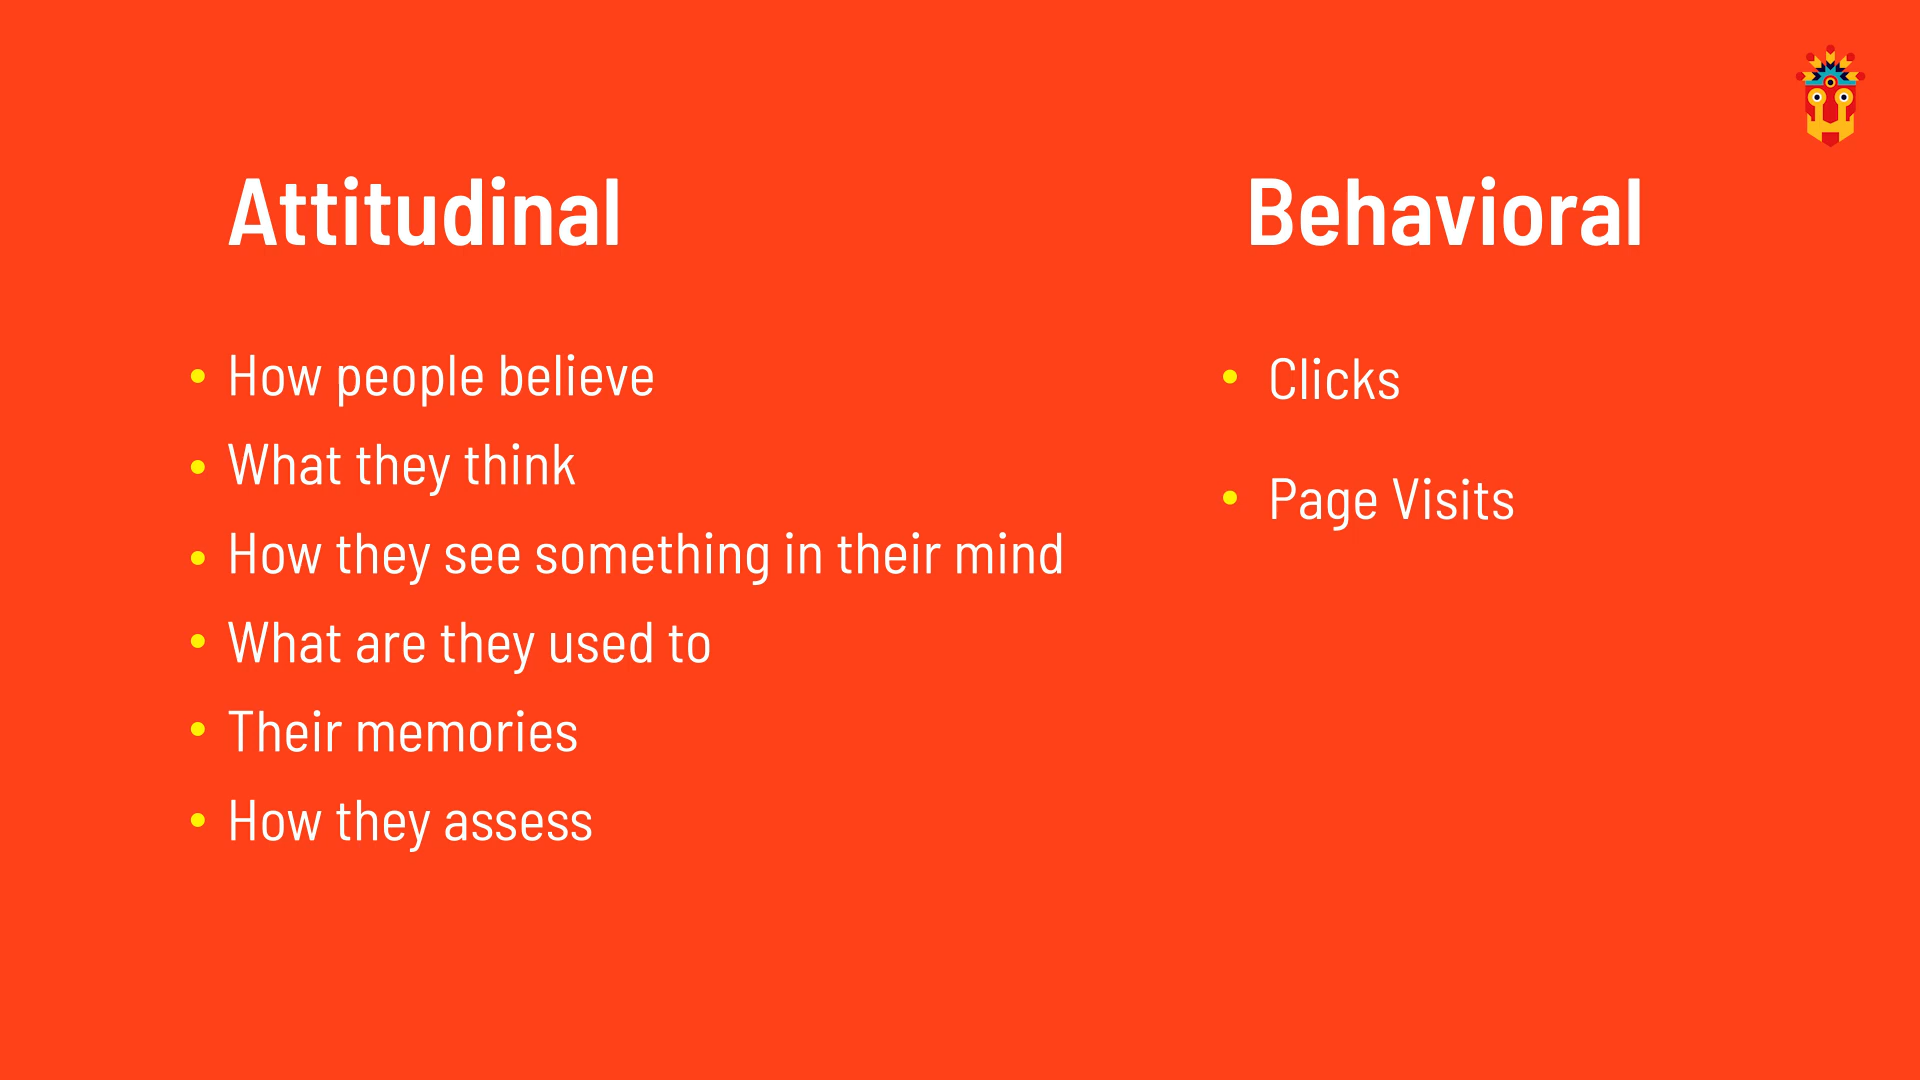 Attitudinal
How people believe
What they think
How they see something in their mind
What are they used to
Their memories
How they assess
Behavioral
Clicks
Page Visits